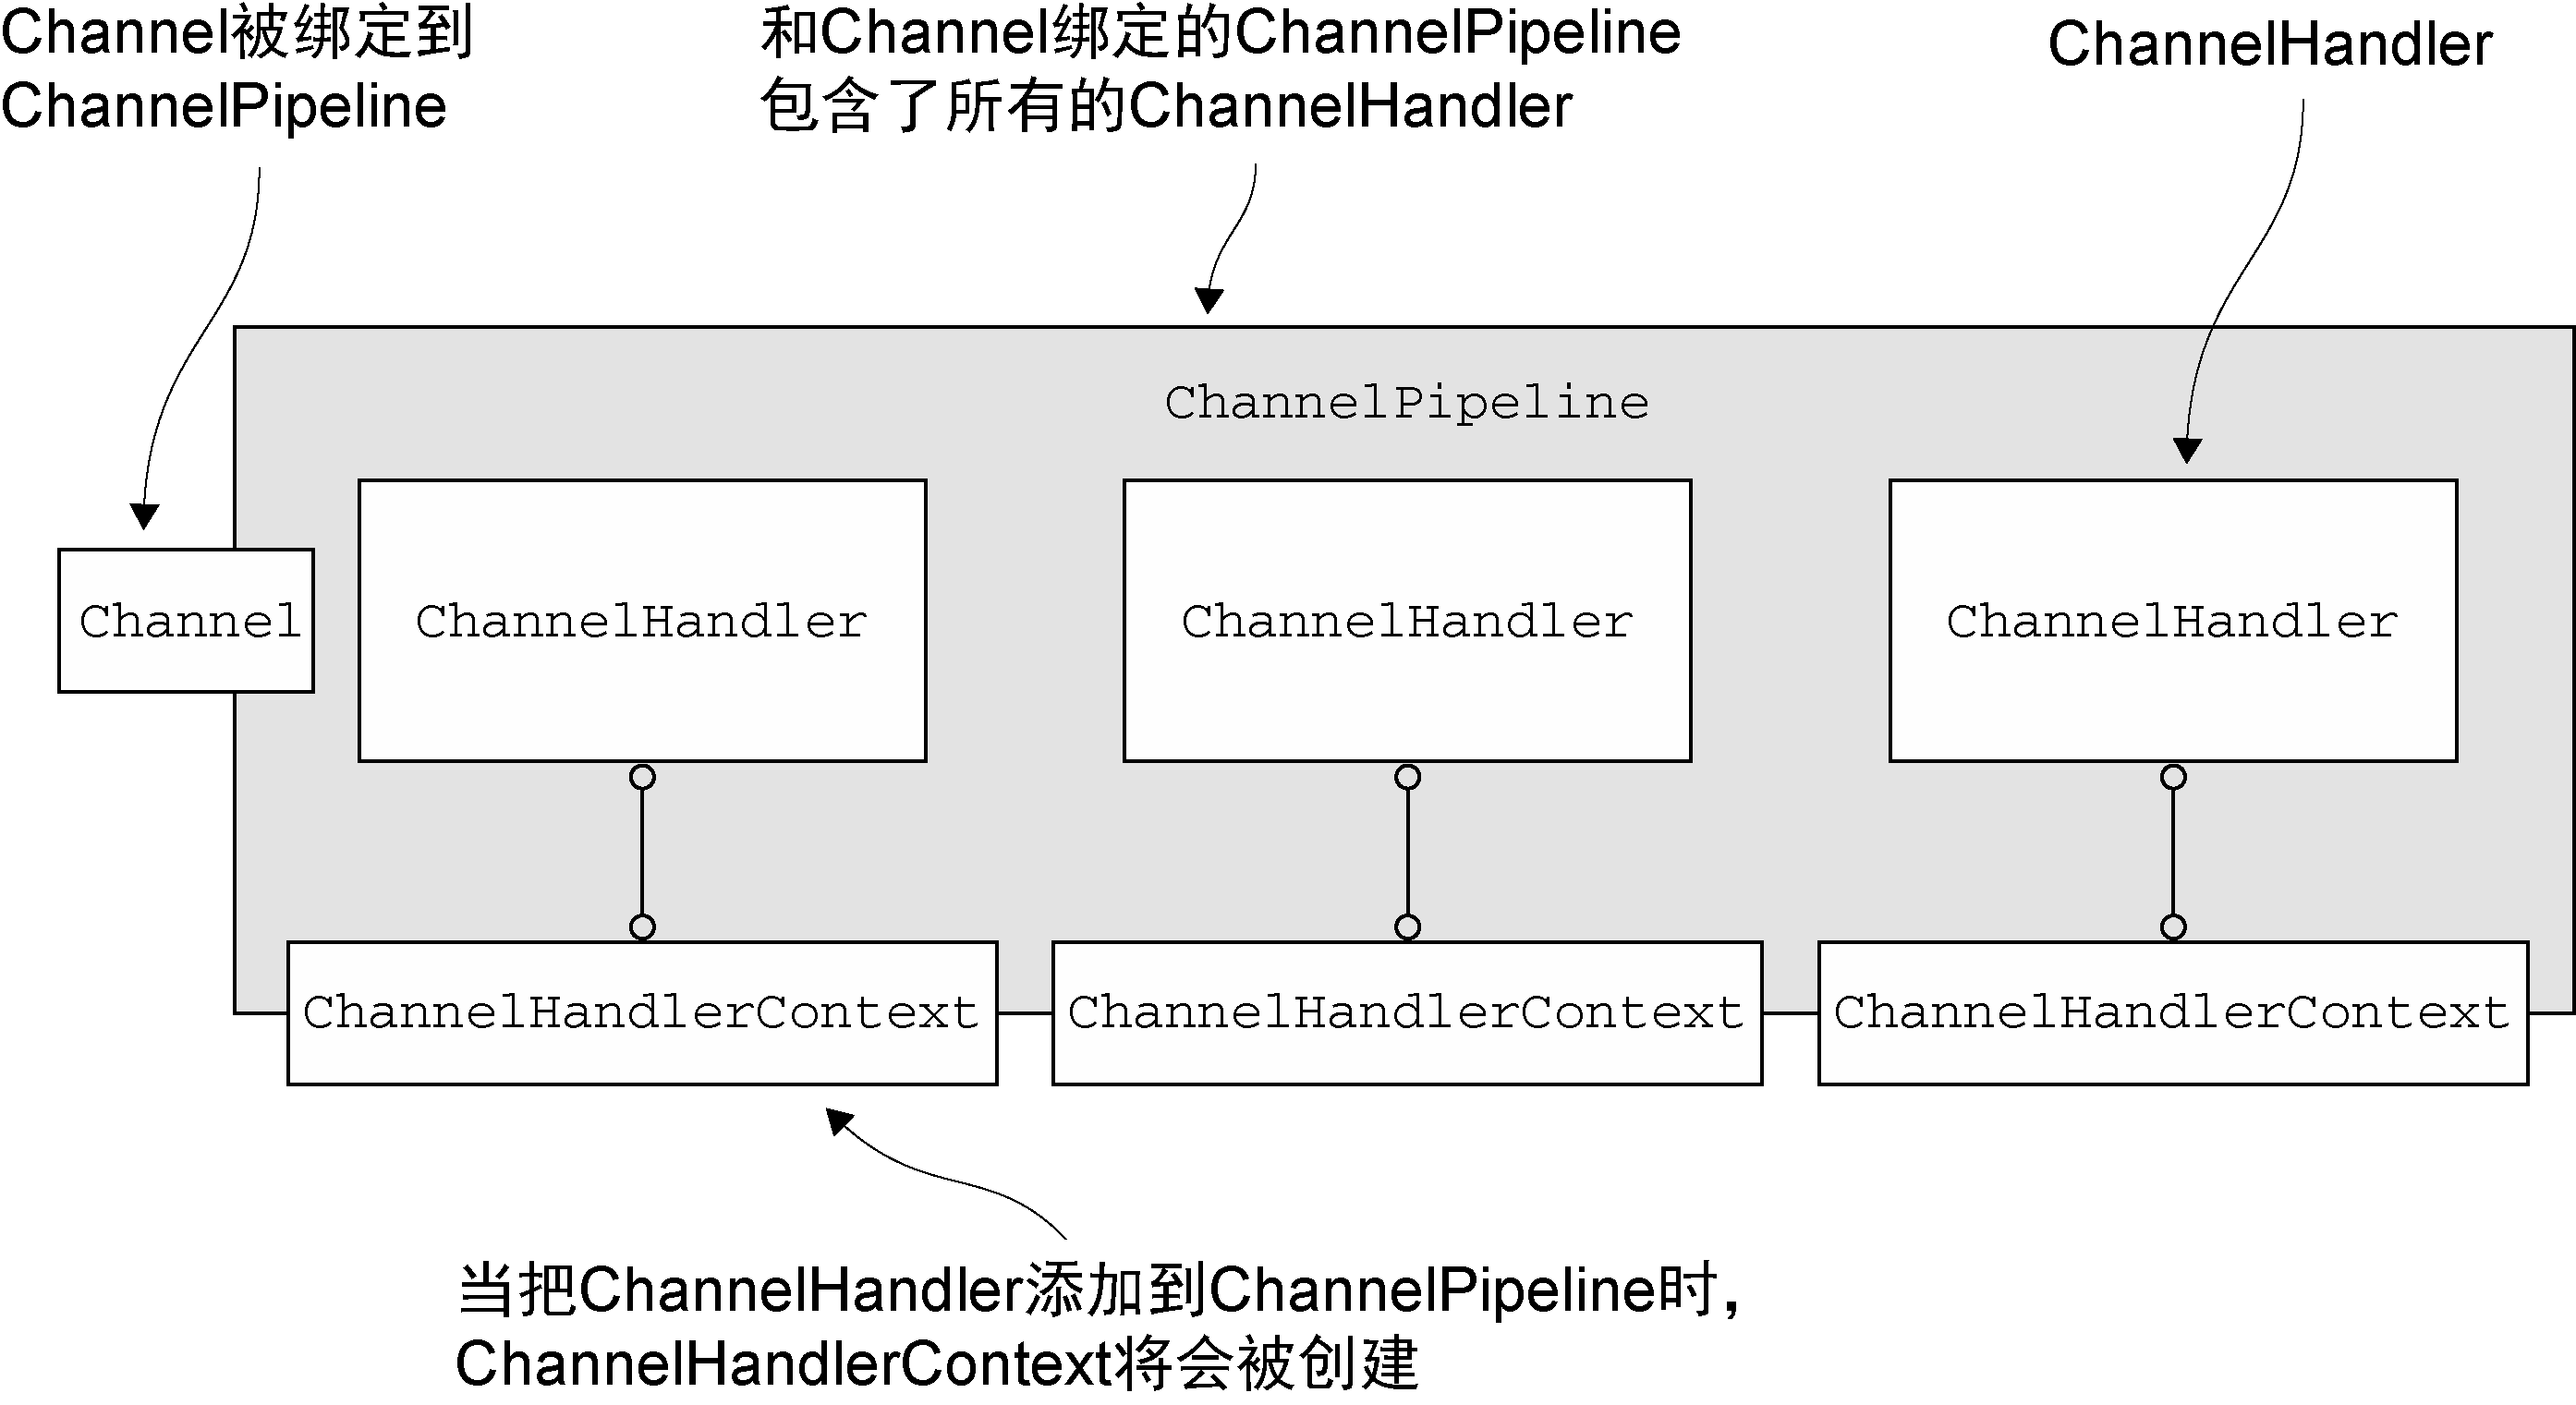 Channel被绑定到
ChannelPipeline
和Channel绑定的ChannelPipeline
包含了所有的ChannelHandler
ChannelHandler
ChannelPipeline
Channel
ChannelHandler
ChannelHandler
ChannelHandler
ChannelHandlerContext
ChannelHandlerContext
ChannelHandlerContext
当把ChannelHandler添加到ChannelPipeline时，
ChannelHandlerContext将会被创建